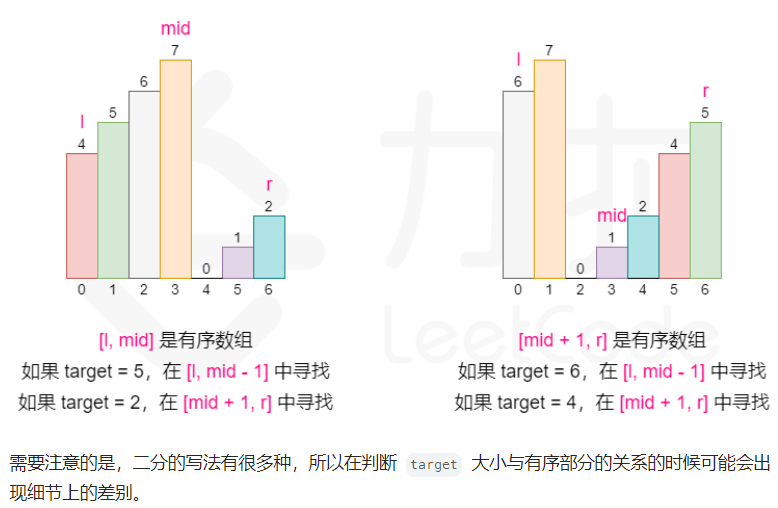 mid
7
6
l
5
4
r
2
1
0
0 1 2 3 4 5 6
[l, mid] 是有序数组
如果 target = 5，在 [l, mid - 1] 中寻找
如果 target = 2，在 [mid + 1, r] 中寻找
l
7
6
r
5
4
mid
2
1
0
0 1 2 3 4 5 6
[mid + 1, r] 是有序数组
如果 target = 6，在 [l, mid - 1] 中寻找
如果 target = 4，在 [mid + 1, r] 中寻找
力扣
LeetCode
需要注意的是，二分的写法有很多种，所以在判断 target 大小与有序部分的关系的时候可能会出
现细节上的差别。